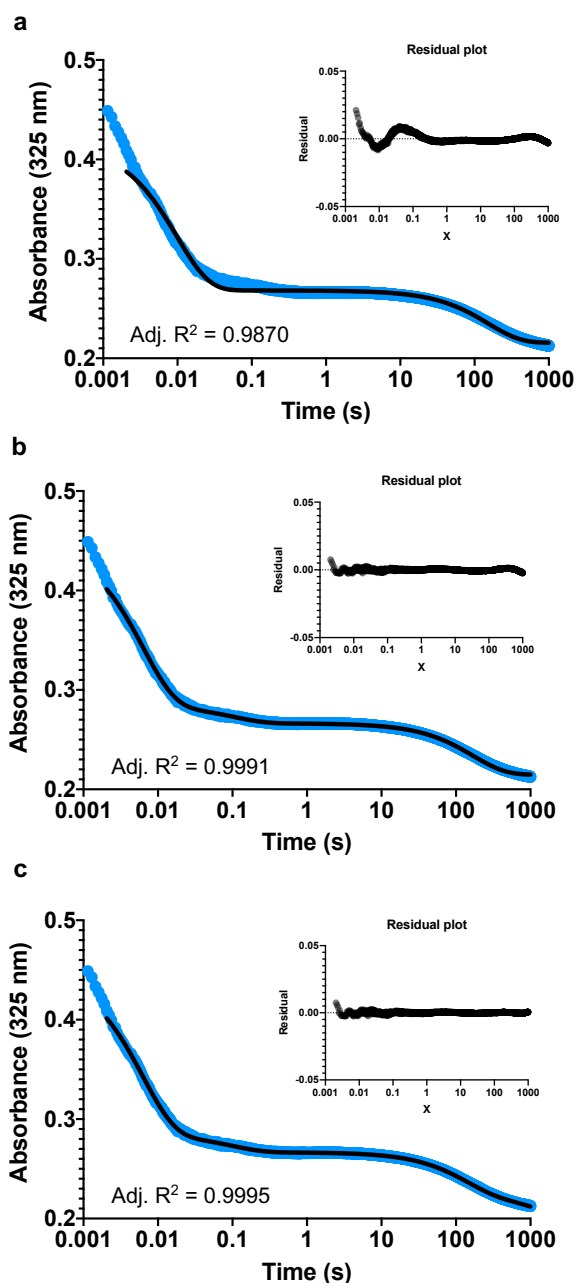 a
Residual plot
0.5
0.4
0.3
0.2
Absorbance (325 nm)
0.05
0.00
-0.05
Residual
0.001 0.01 0.1 1 10 100 1000
X
Adj. R² = 0.9870
0.001 0.01 0.1 1 10 100 1000
Time (s)
b
Residual plot
0.5
0.4
0.3
0.2
Absorbance (325 nm)
0.05
0.00
-0.05
Residual
0.001 0.01 0.1 1 10 100 1000
X
Adj. R² = 0.9991
0.001 0.01 0.1 1 10 100 1000
Time (s)
c
Residual plot
0.5
0.4
0.3
0.2
Absorbance (325 nm)
0.05
0.00
-0.05
Residual
0.001 0.01 0.1 1 10 100 1000
X
Adj. R² = 0.9995
0.001 0.01 0.1 1 10 100 1000
Time (s)